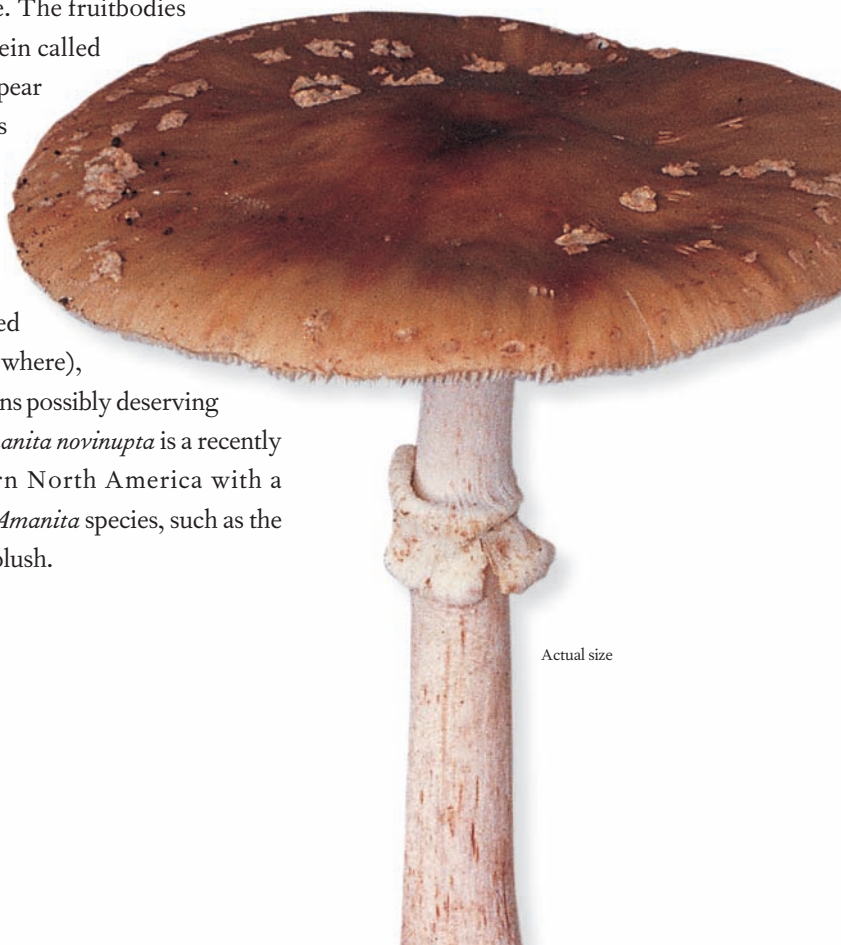 e. The fruitbodies
ein called
pear
s
ed
where),
ns possibly deserving
anita novinupta is a recently
rn North America with a
Amanita species, such as the
olush.
Actual size